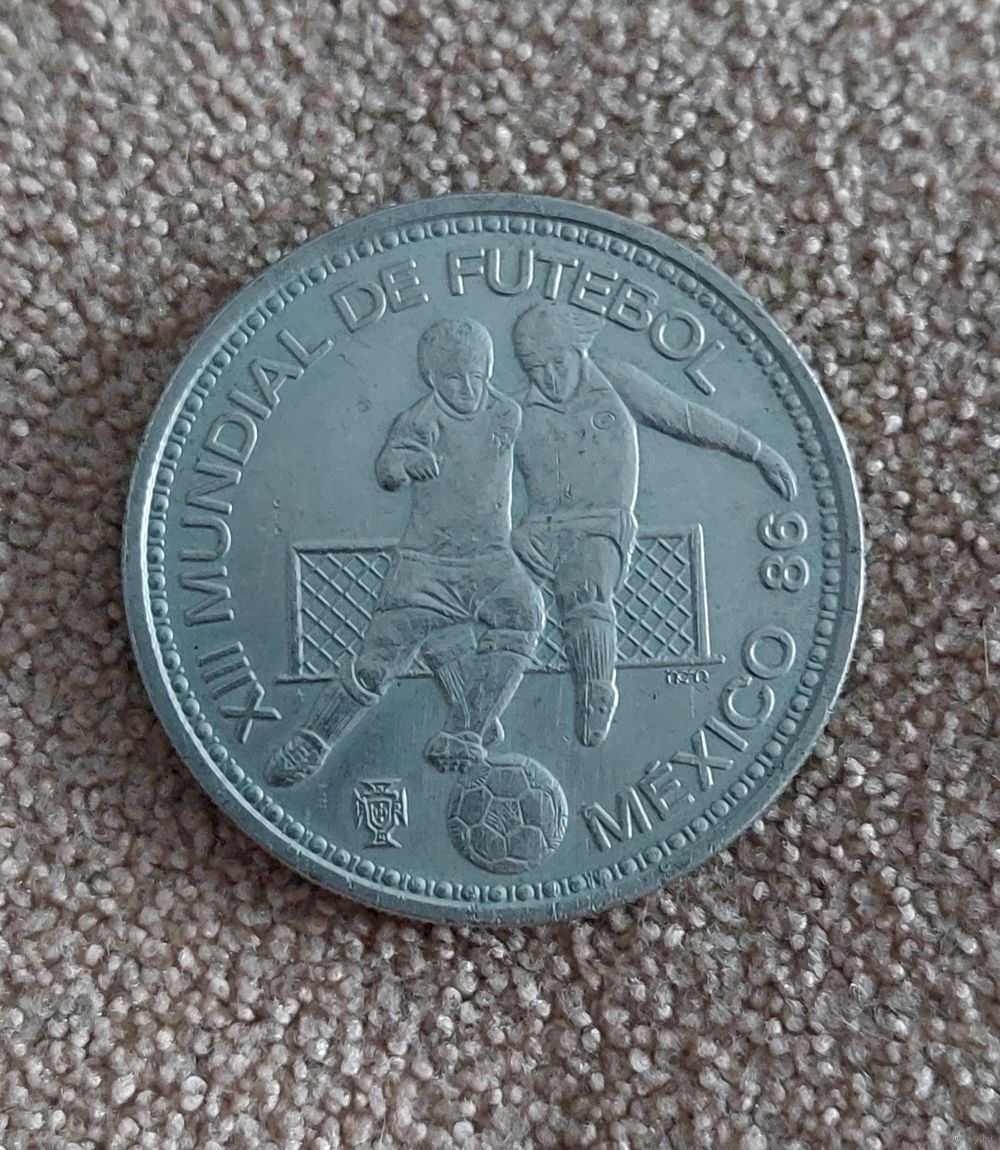 XIII MUNDIAL DE FUTEBOL
MÉXICO 86